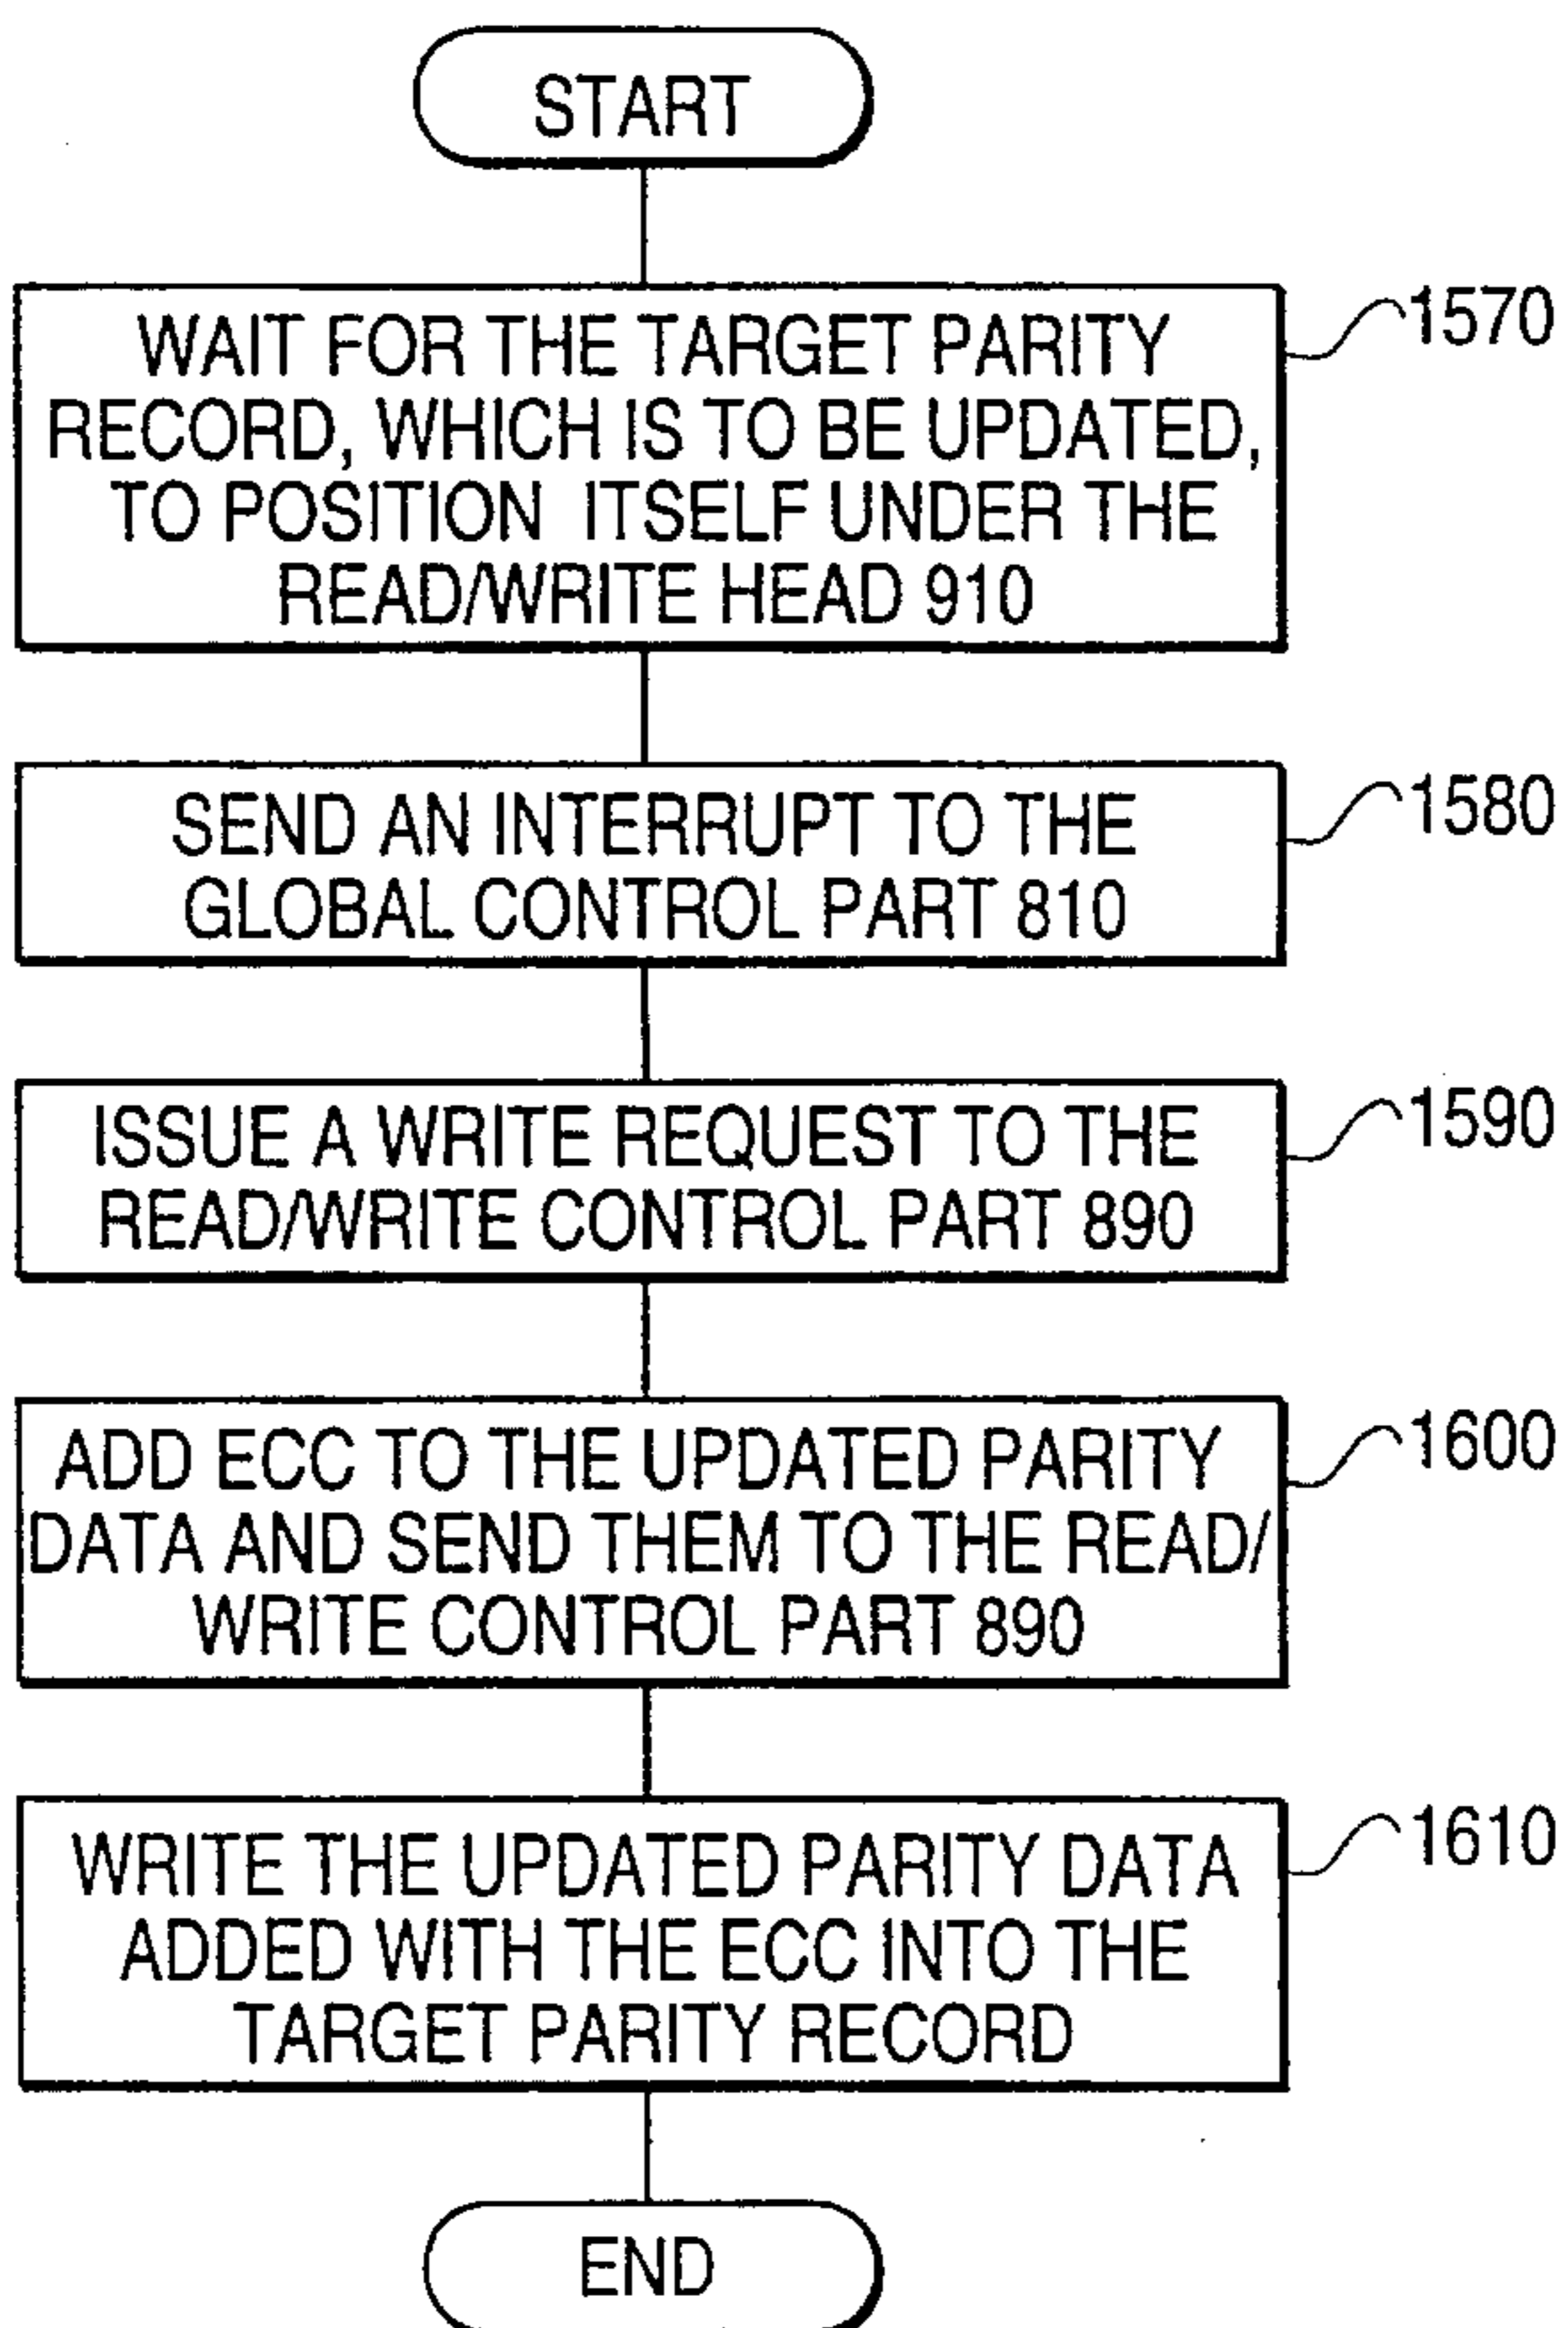 START
WAIT FOR THE TARGET PARITY
RECORD, WHICH IS TO BE UPDATED,
TO POSITION ITSELF UNDER THE
READ/WRITE HEAD 910
1570
SEND AN INTERRUPT TO THE
GLOBAL CONTROL PART 810
1580
ISSUE A WRITE REQUEST TO THE
READ/WRITE CONTROL PART 890
1590
ADD ECC TO THE UPDATED PARITY
DATA AND SEND THEM TO THE READ/
WRITE CONTROL PART 890
1600
WRITE THE UPDATED PARITY DATA
ADDED WITH THE ECC INTO THE
TARGET PARITY RECORD
1610
END